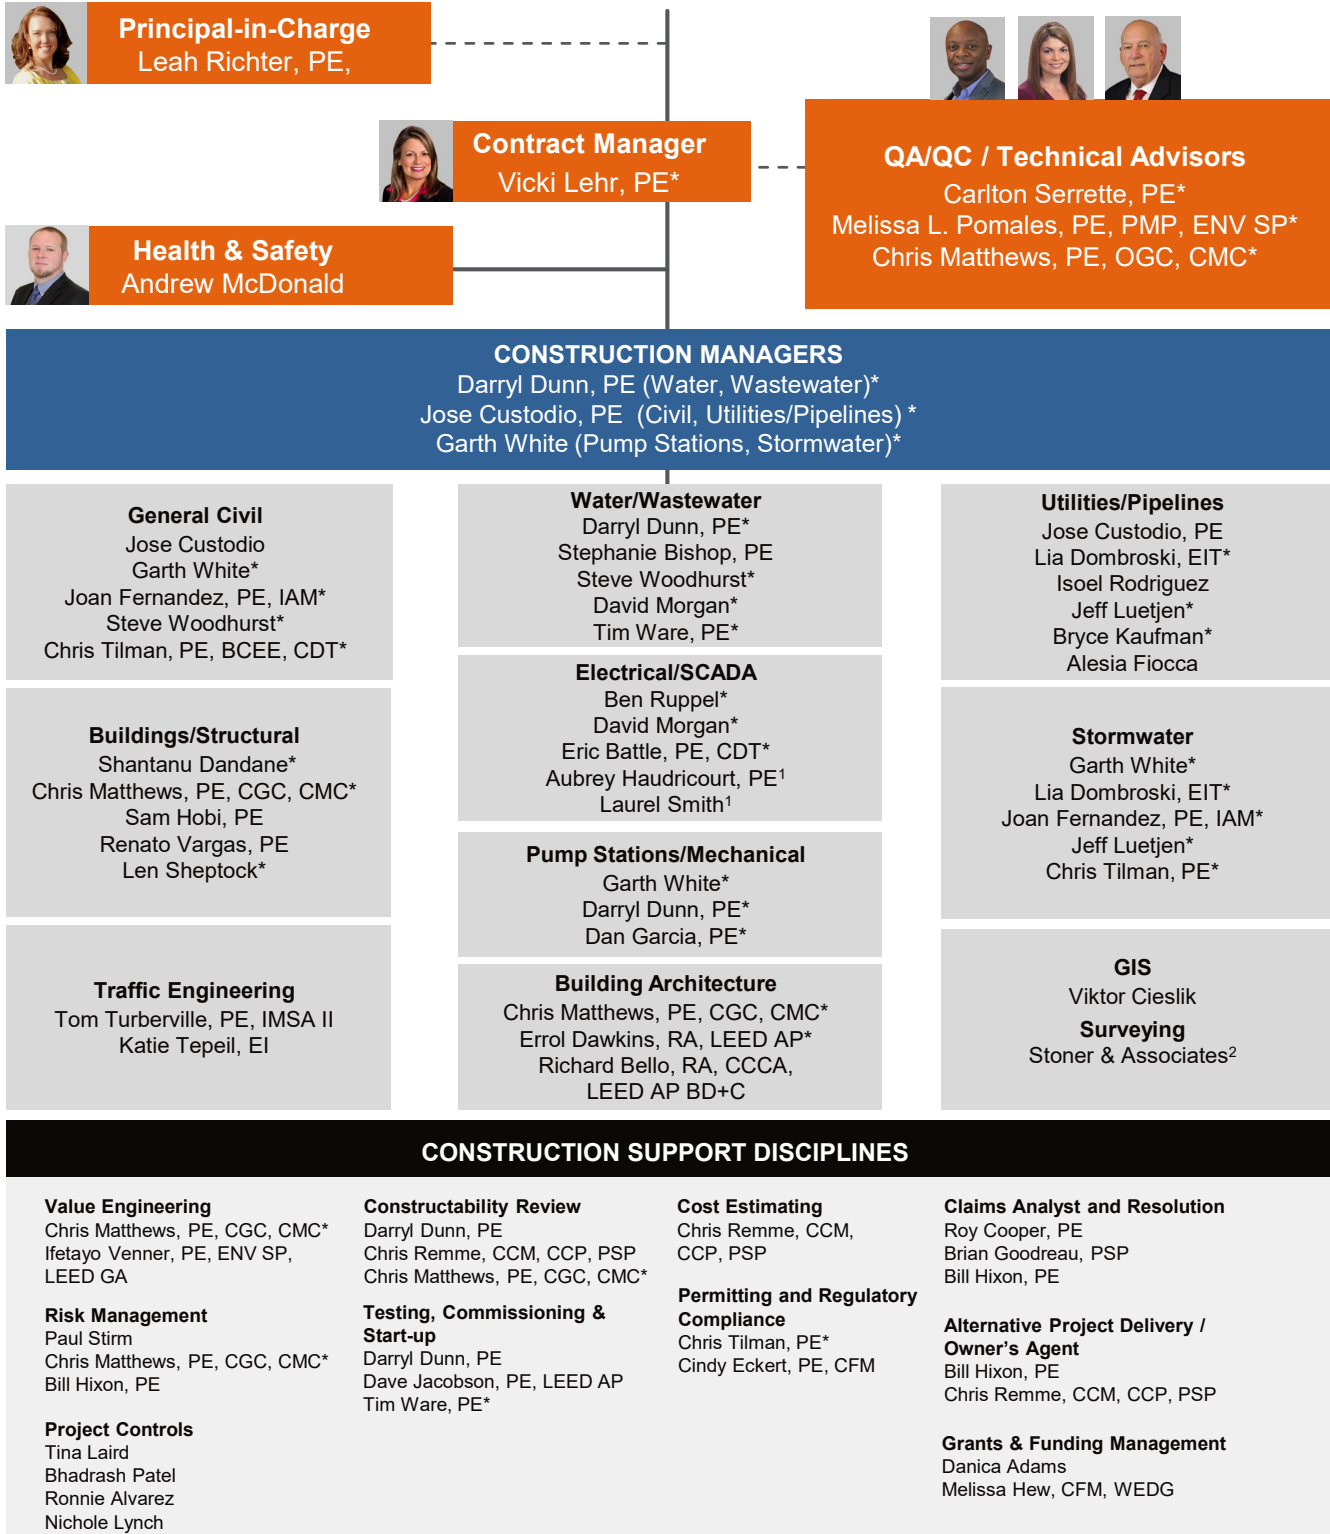 Principal-in-Charge
Leah Richter, PE,
Contract Manager
Vicki Lehr, PE*
QA/QC / Technical Advisors
Carlton Serrette, PE*
Melissa L. Pomales, PE, PMP, ENV SP*
Chris Matthews, PE, OGC, CMC*
Health & Safety
Andrew McDonald
CONSTRUCTION MANAGERS
Darryl Dunn, PE (Water, Wastewater)*
Jose Custodio, PE (Civil, Utilities/Pipelines) *
Garth White (Pump Stations, Stormwater)*
General Civil
Jose Custodio
Garth White*
Joan Fernandez, PE, IAM*
Steve Woodhurst*
Chris Tilman, PE, BCEE, CDT*
Buildings/Structural
Shantanu Dandane*
Chris Matthews, PE, CGC, CMC*
Sam Hobi, PE
Renato Vargas, PE
Len Sheptock*
Traffic Engineering
Tom Turberville, PE, IMSA II
Katie Tepeil, EI
Water/Wastewater
Darryl Dunn, PE*
Stephanie Bishop, PE
Steve Woodhurst*
David Morgan*
Tim Ware, PE*
Electrical/SCADA
Ben Ruppel*
David Morgan*
Eric Battle, PE, CDT*
Aubrey Haudricourt, PE1
Laurel Smith1
Pump Stations/Mechanical
Garth White*
Darryl Dunn, PE*
Dan Garcia, PE*
Building Architecture
Chris Matthews, PE, CGC, CMC*
Errol Dawkins, RA, LEED AP*
Richard Bello, RA, CCCA,
LEED AP BD+C
Utilities/Pipelines
Jose Custodio, PE
Lia Dombroski, EIT*
Isoel Rodriguez
Jeff Luetjen*
Bryce Kaufman*
Alesia Fiocca
Stormwater
Garth White*
Lia Dombroski, EIT*
Joan Fernandez, PE, IAM*
Jeff Luetjen*
Chris Tilman, PE*
GIS
Viktor Cieslik
Surveying
Stoner & Associates2
CONSTRUCTION SUPPORT DISCIPLINES
Value Engineering
Chris Matthews, PE, CGC, CMC*
Ifetayo Venner, PE, ENV SP,
LEED GA
Risk Management
Paul Stirm
Chris Matthews, PE, CGC, CMC*
Bill Hixon, PE
Project Controls
Tina Laird
Bhadrash Patel
Ronnie Alvarez
Nichole Lynch
Constructability Review
Darryl Dunn, PE
Chris Remme, CCM, CCP, PSP
Chris Matthews, PE, CGC, CMC*
Testing, Commissioning &
Start-up
Darryl Dunn, PE
Dave Jacobson, PE, LEED AP
Tim Ware, PE*
Cost Estimating
Chris Remme, CCM,
CCP, PSP
Permitting and Regulatory
Compliance
Chris Tilman, PE*
Cindy Eckert, PE, CFM
Claims Analyst and Resolution
Roy Cooper, PE
Brian Goodreau, PSP
Bill Hixon, PE
Alternative Project Delivery /
Owner’s Agent
Bill Hixon, PE
Chris Remme, CCM, CCP, PSP
Grants & Funding Management
Danica Adams
Melissa Hew, CFM, WEDG